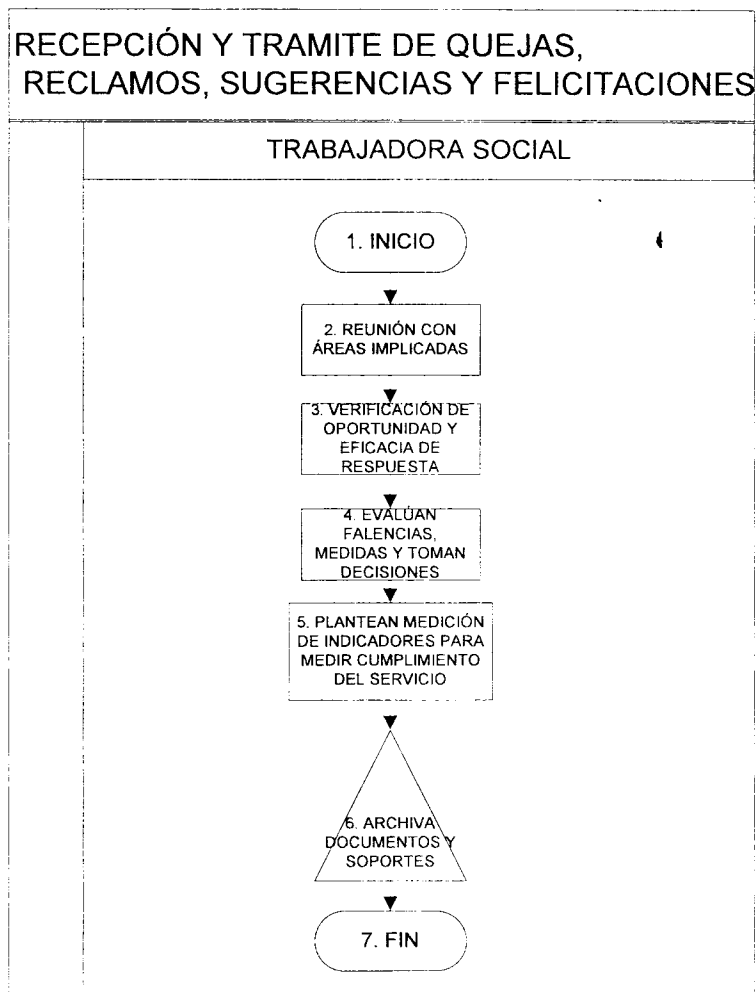 RECEPCIÓN Y TRAMITE DE QUEJAS,
RECLAMOS, SUGERENCIAS Y FELICITACIONES
TRABAJADORA SOCIAL
1. INICIO
2. REUNIÓN CON
ÁREAS IMPLICADAS
3. VERIFICACIÓN DE
OPORTUNIDAD Y
EFICACIA DE
RESPUESTA
4. EVALÚAN
FALENCIAS,
MEDIDAS Y TOMAN
DECISIONES
5. PLANTEAN MEDICIÓN
DE INDICADORES PARA
MEDIR CUMPLIMIENTO
DEL SERVICIO
6. ARCHIVA
DOCUMENTOS Y
SOPORTES
7. FIN